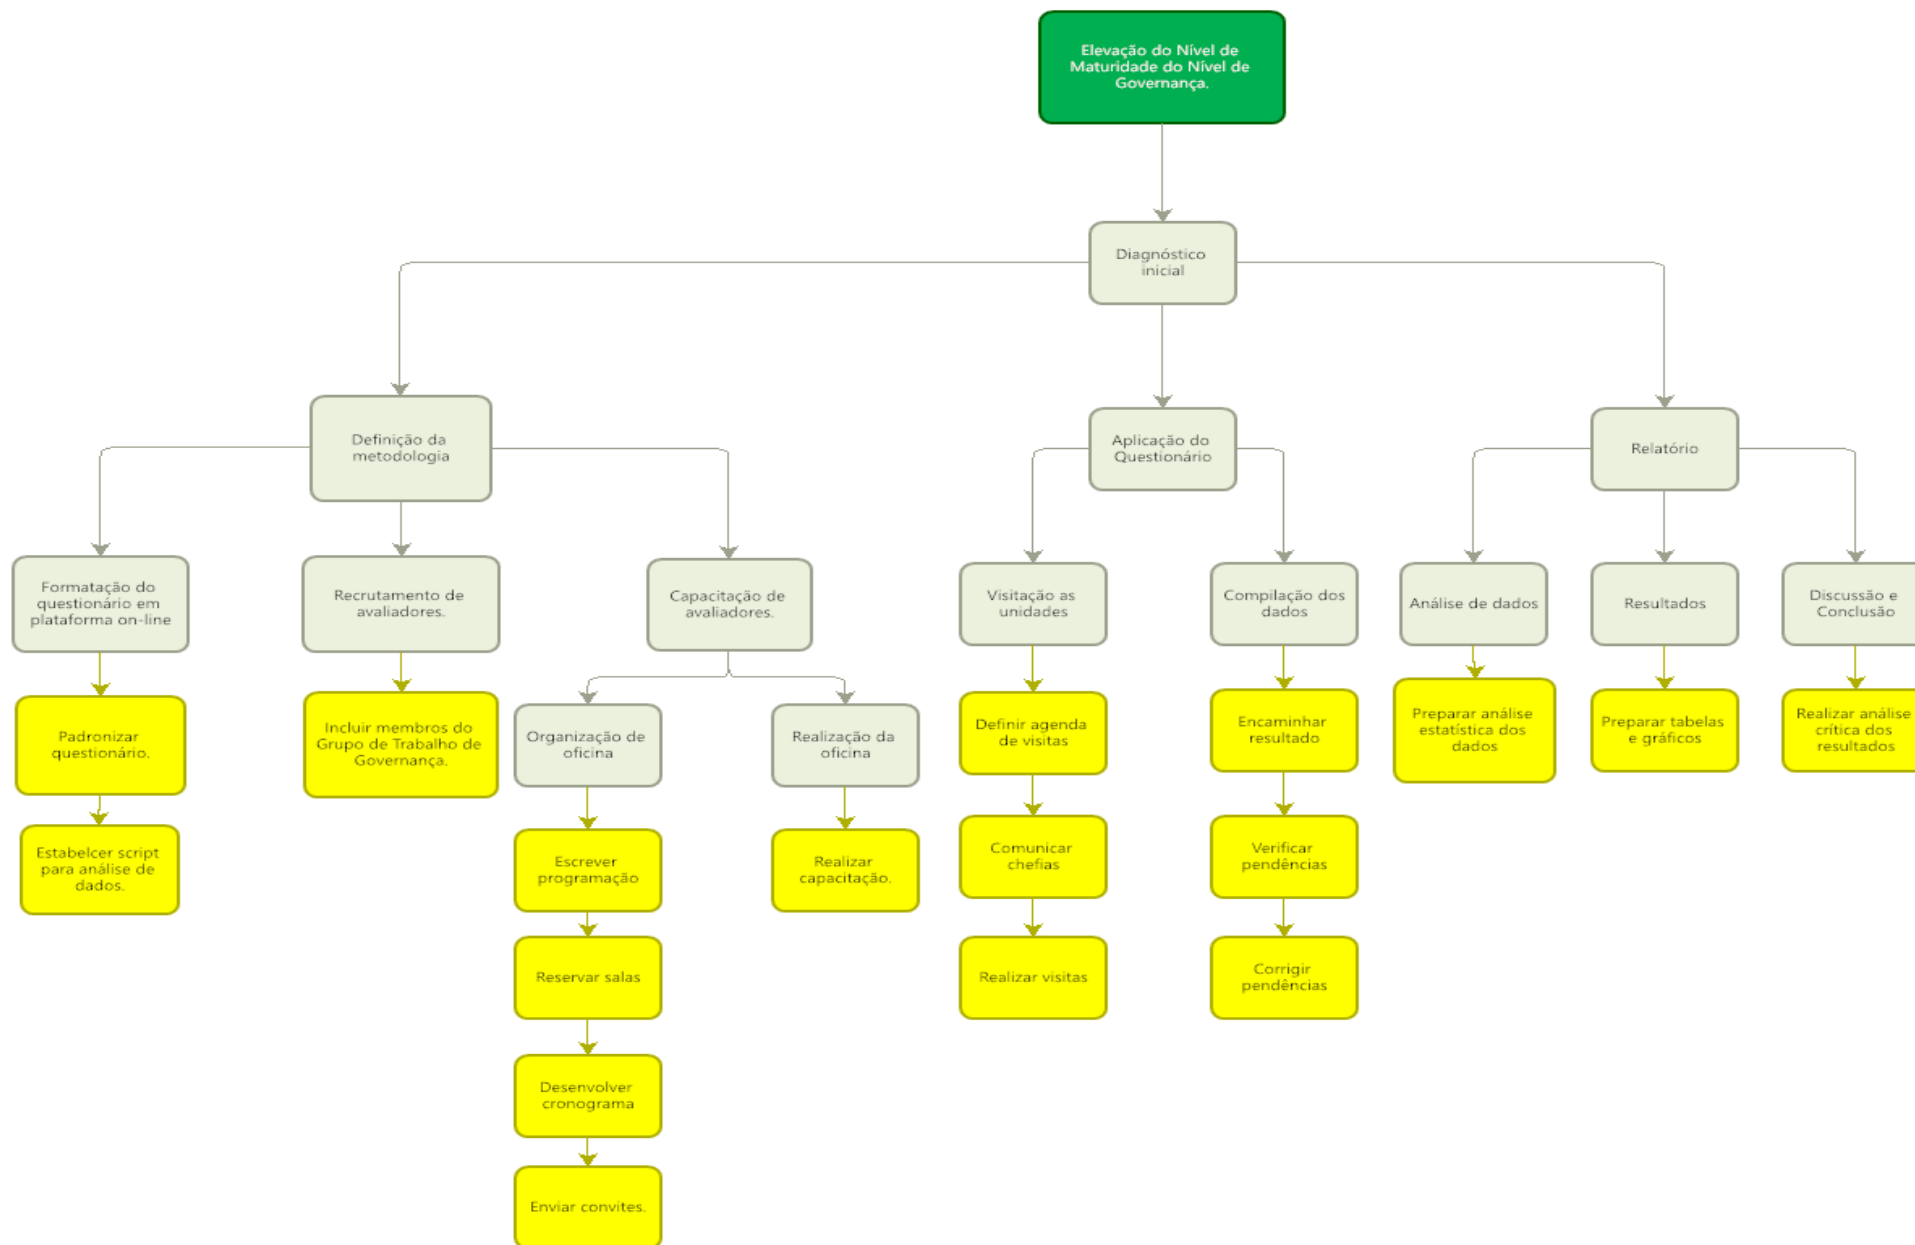 Elevação do Nível de
Maturidade do Nível de
Governança.
Diagnóstico
inicial
Definição da
metodologia
Aplicação do
Questionário
Relatório
Formatação do
questionário em
plataforma on-line
Recrutamento de
avaliadores.
Capacitação de
avaliadores.
Visitação as
unidades
Compilação dos
dados
Análise de dados
Resultados
Discussão e
Conclusão
Padronizar
questionário.
Incluir membros do
Grupo de Trabalho de
Governança.
Organização de
oficina
Realização da
oficina
Definir agenda
de visitas
Encaminhar
resultado
Preparar análise
estatística dos
dados
Preparar tabelas
e gráficos
Realizar análise
crítica dos
resultados
Estabelcer script
para análise de
dados.
Escrever
programação
Realizar
capacitação.
Comunicar
chefias
Verificar
pendências
Reservar salas
Realizar visitas
Corrigir
pendências
Desenvolver
cronograma
Enviar convites.